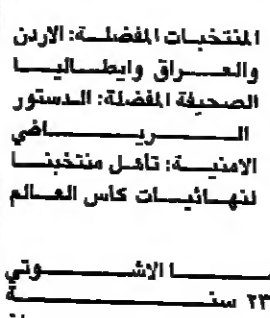 المنتخبات المفضلة: الاردن
والعراق وايطاليا
الصحيفة المفضلة: الدستور
الرياضي
الامنية: تأهل منتخبنا
لنهائيات كأس العالم
ا الاشوتي
٢٣ سنة